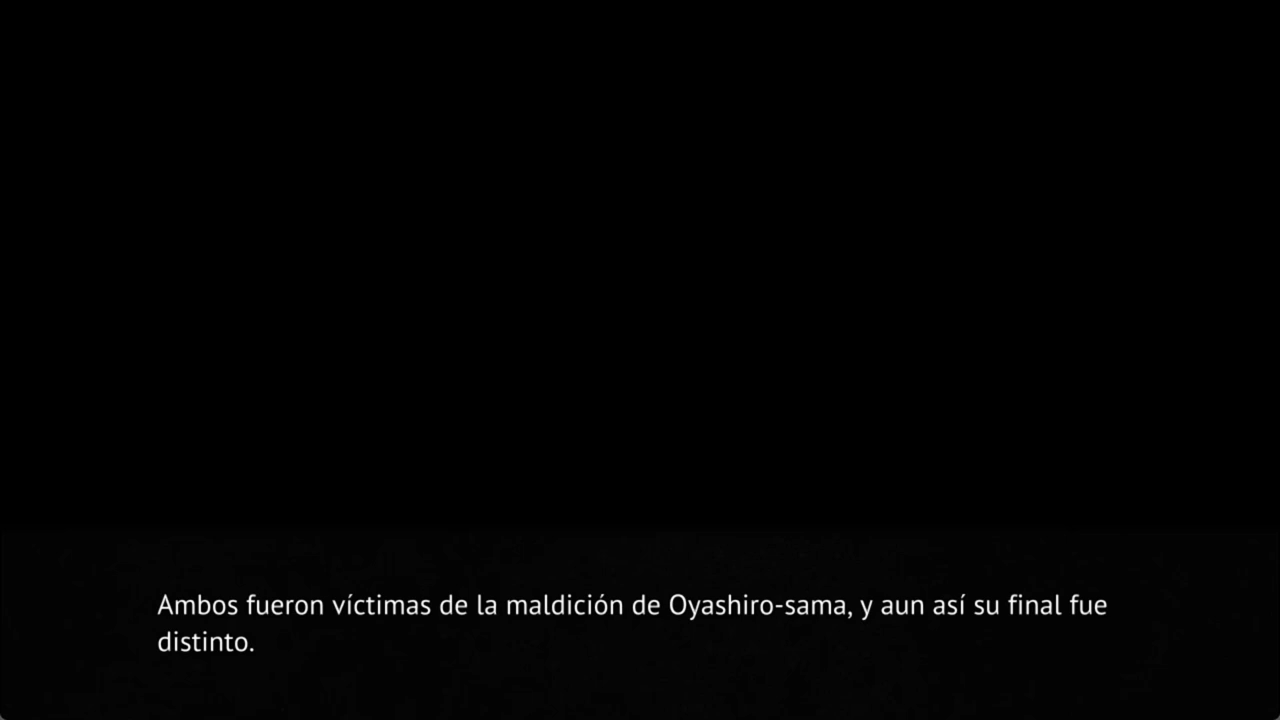 Ambos fueron víctimas de la maldición de Oyashiro-sama, y aun así su final fue
distinto.